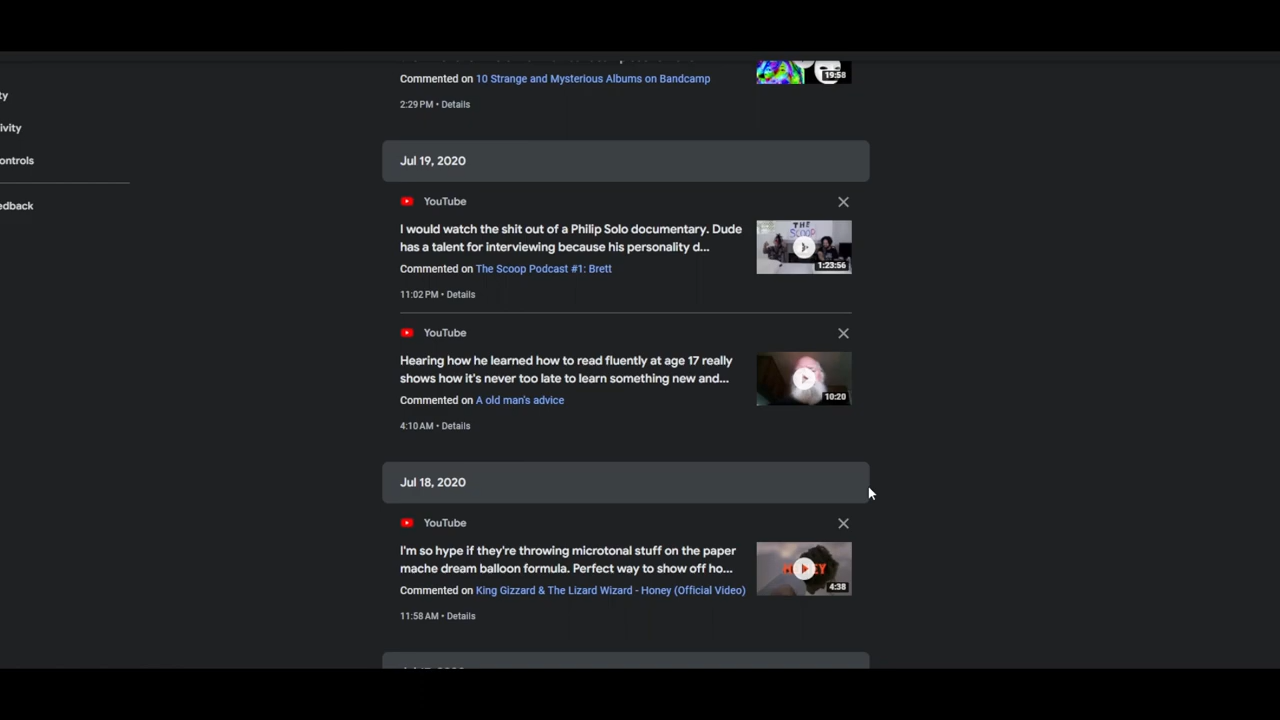 Commented on 10 Strange and Mysterious Albums on Bandcamp
19:58
2:29 PM • Details
ty
ivity
ontrols
edback
Jul 19, 2020
YouTube
I would watch the shit out of a Philip Solo documentary. Dude
has a talent for interviewing because his personality d...
Commented on The Scoop Podcast #1: Brett
11:02 PM • Details
THE
SCOOP
1:23:56
YouTube
Hearing how he learned how to read fluently at age 17 really
shows how it's never too late to learn something new and...
Commented on A old man's advice
4:10 AM • Details
10:20
Jul 18, 2020
YouTube
I'm so hype if they're throwing microtonal stuff on the paper
mache dream balloon formula. Perfect way to show off ho...
Commented on King Gizzard & The Lizard Wizard - Honey (Official Video)
11:58 AM • Details
4:38